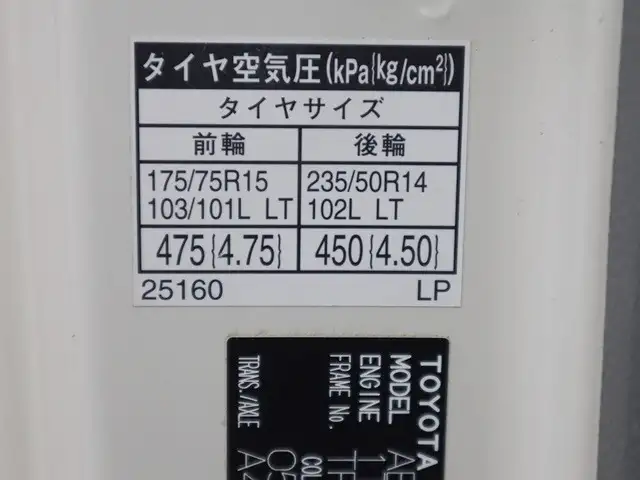 タイヤ空気圧(kPa{kg/cm²})
タイヤサイズ
前輪 後輪
175/75R15 235/50R14
103/101L LT 102L LT
475{4.75} 450{4.50}
25160 LP
TOYOTA
MODEL
ENGINE
FRAME No.
TRANS./AXLE